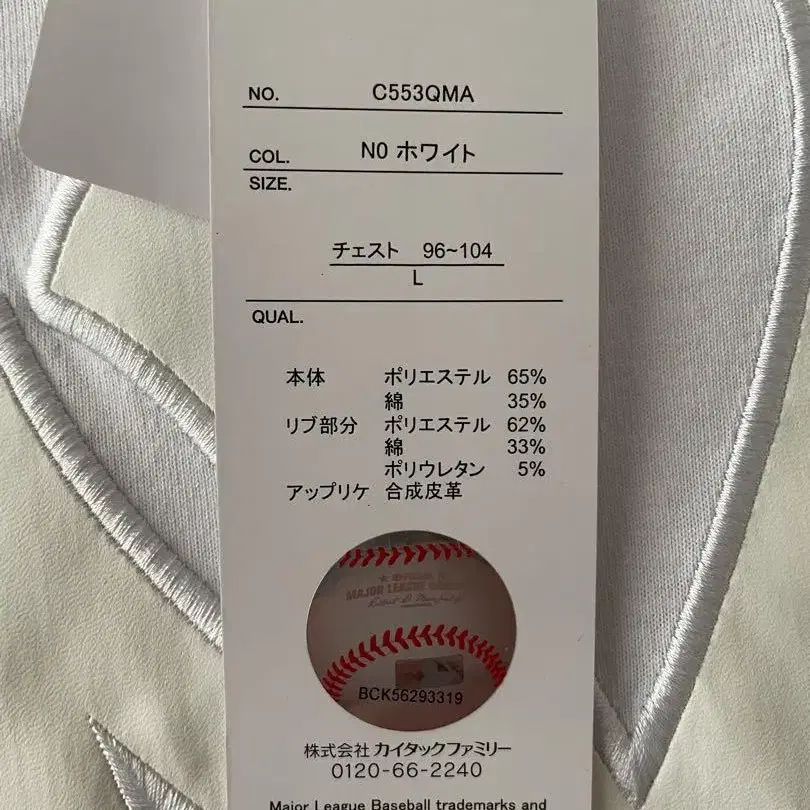 NO. C553QMA
COL. N0 ホワイト
SIZE.
チェスト 96~104
L
QUAL.
本体 ポリエステル 65%
綿 35%
リブ部分 ポリエステル 62%
綿 33%
ポリウレタン 5%
アップリケ 合成皮革
MAJOR LEAGUE
BCK56293319
株式会社 カイタックファミリー
0120-66-2240
Major League Baseball trademarks and